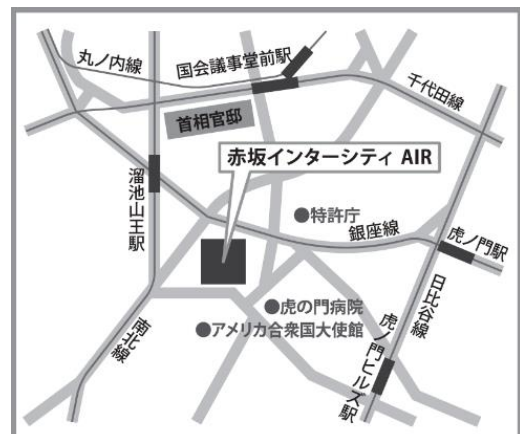 丸ノ内線
国会議事堂前駅
千代田線
首相官邸
赤坂インターシティ AIR
溜池山王駅
●特許庁
銀座線
虎ノ門駅
日比谷線
●虎の門病院
●アメリカ合衆国大使館
南北線
虎ノ門ヒルズ駅